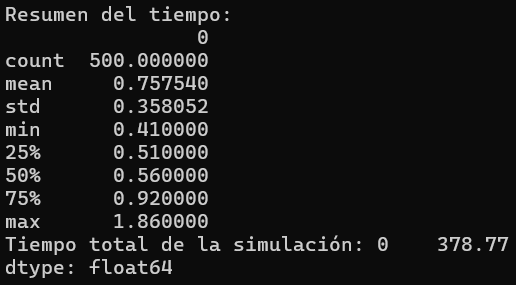 Resumen del tiempo:
0
count 500.000000
mean 0.757540
std 0.358052
min 0.410000
25% 0.510000
50% 0.560000
75% 0.920000
max 1.860000
Tiempo total de la simulación: 0 378.77
dtype: float64